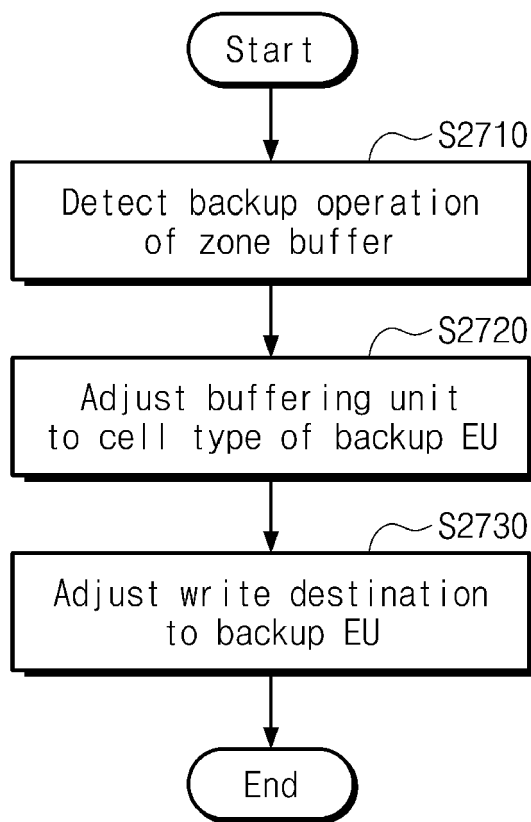 Start
S2710
Detect backup operation
of zone buffer
S2720
Adjust buffering unit
to cell type of backup EU
S2730
Adjust write destination
to backup EU
End